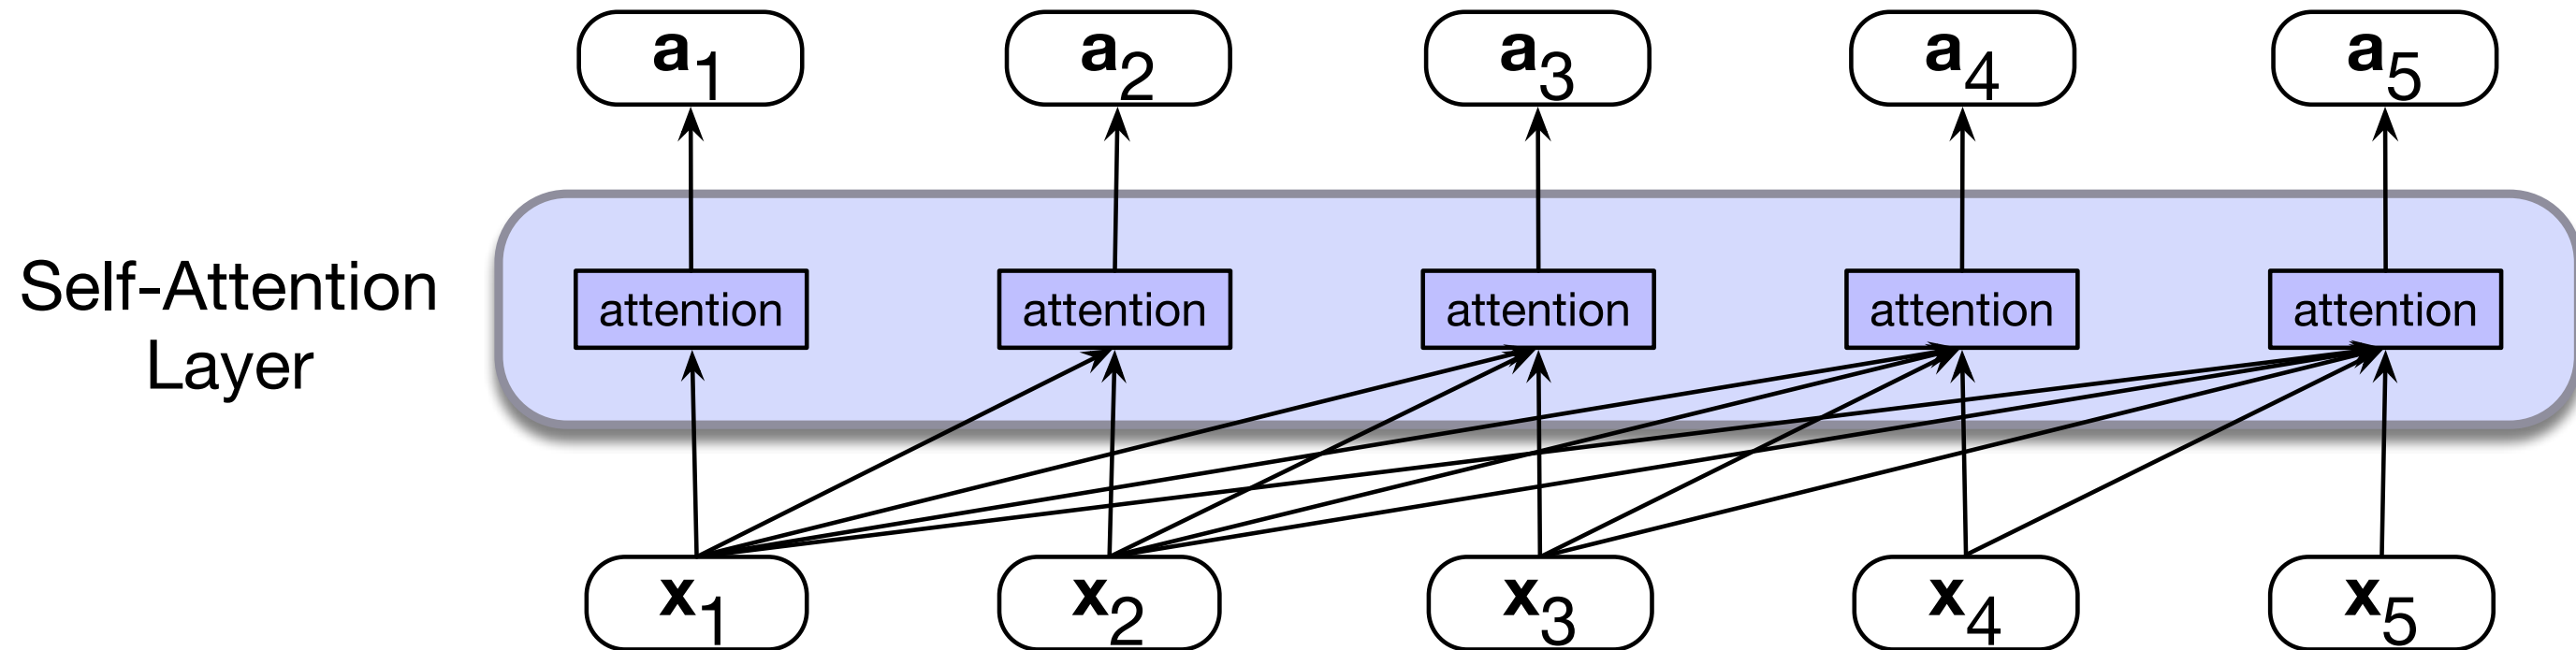 a1 a2 a3 a4 a5
Self-Attention
Layer
attention attention attention attention attention
x1 x2 x3 x4 x5